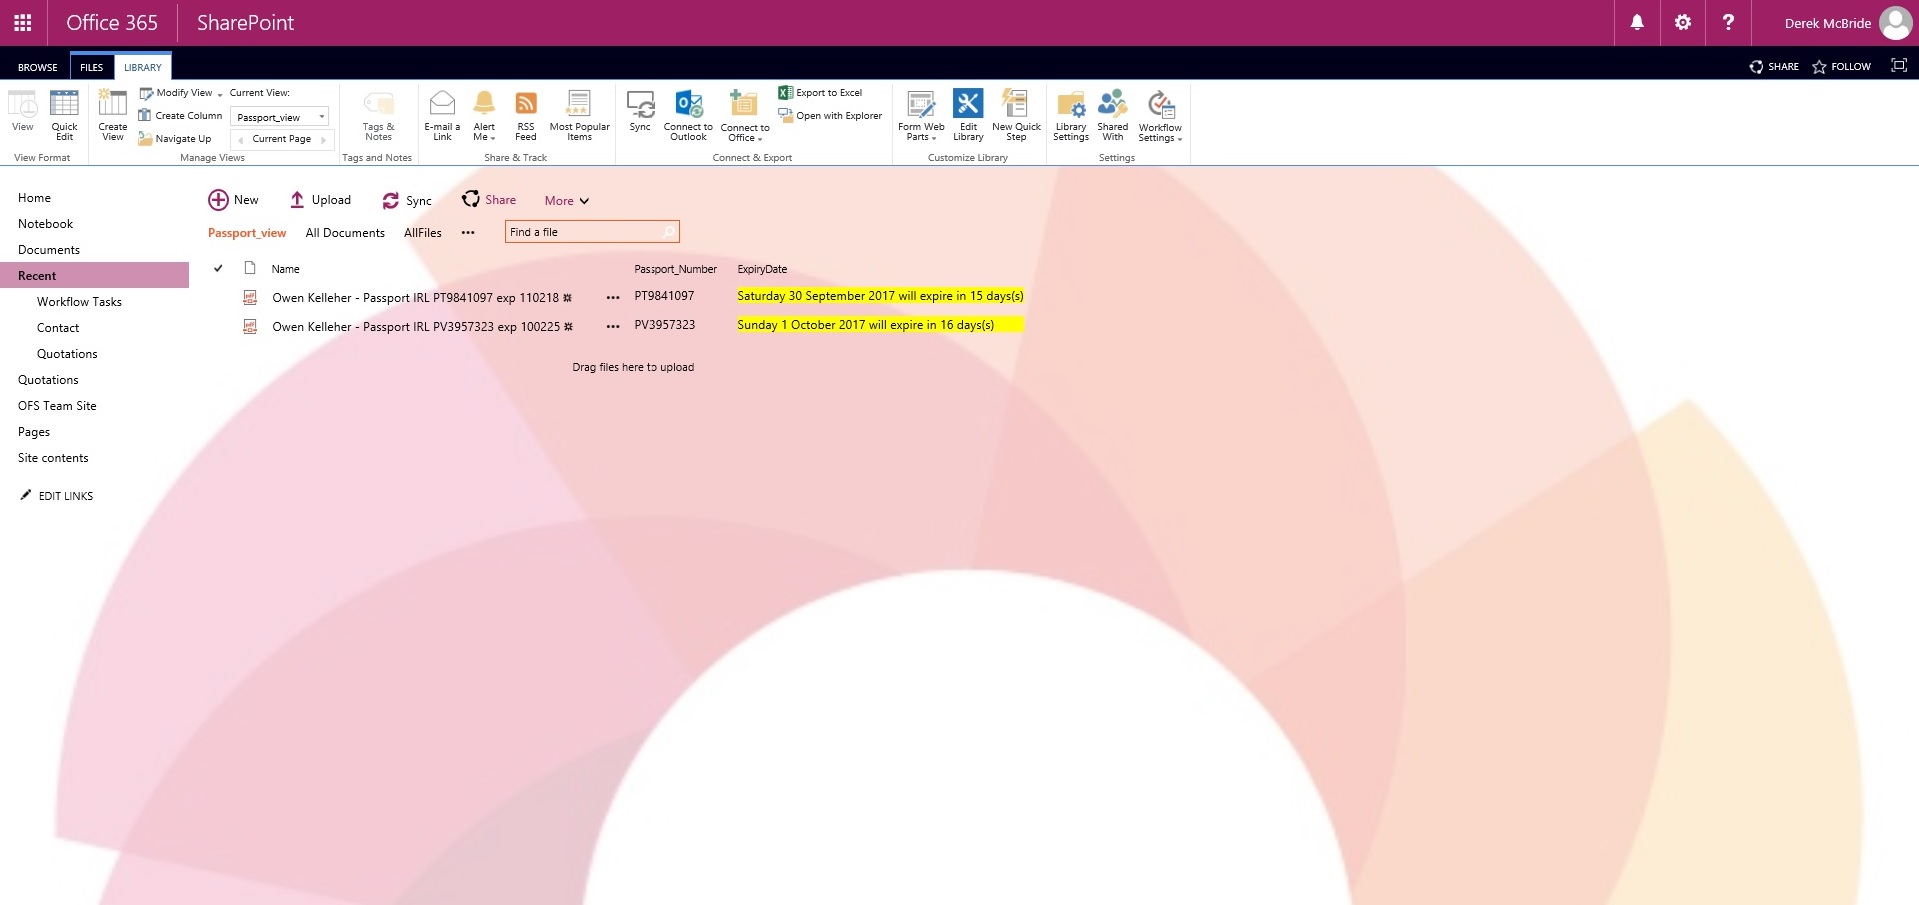 Office 365 SharePoint Derek McBride
BROWSE FILES LIBRARY SHARE FOLLOW
View
Quick Edit
Create View
Modify View
Create Column
Navigate Up
Current View:
Passport_view
Current Page
Tags & Notes
E-mail a Link
Alert Me
RSS Feed
Most Popular Items
Sync
Connect to Outlook
Connect to Office
Export to Excel
Open with Explorer
Form Web Parts
Edit Library
New Quick Step
Library Settings
Shared With
Workflow Settings
View Format Manage Views Tags and Notes Share & Track Connect & Export Customize Library Settings
Home
Notebook
Documents
Recent
Workflow Tasks
Contact
Quotations
Quotations
OFS Team Site
Pages
Site contents
EDIT LINKS
New Upload Sync Share More
Passport_view All Documents AllFiles ••• Find a file
Name Passport_Number ExpiryDate
Owen Kelleher - Passport IRL PT9841097 exp 110218 ••• PT9841097 Saturday 30 September 2017 will expire in 15 days(s)
Owen Kelleher - Passport IRL PV3957323 exp 100225 ••• PV3957323 Sunday 1 October 2017 will expire in 16 days(s)
Drag files here to upload